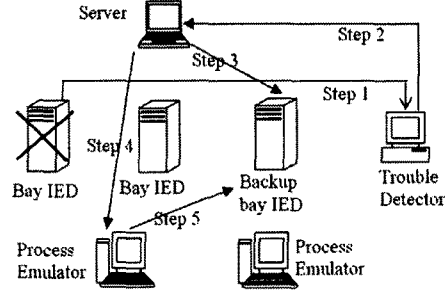 Server
Step 2
Step 3
Step 1
Step 4
Bay IED
Bay IED
Backup
bay IED
Trouble
Detector
Step 5
Process
Emulator
Process
Emulator